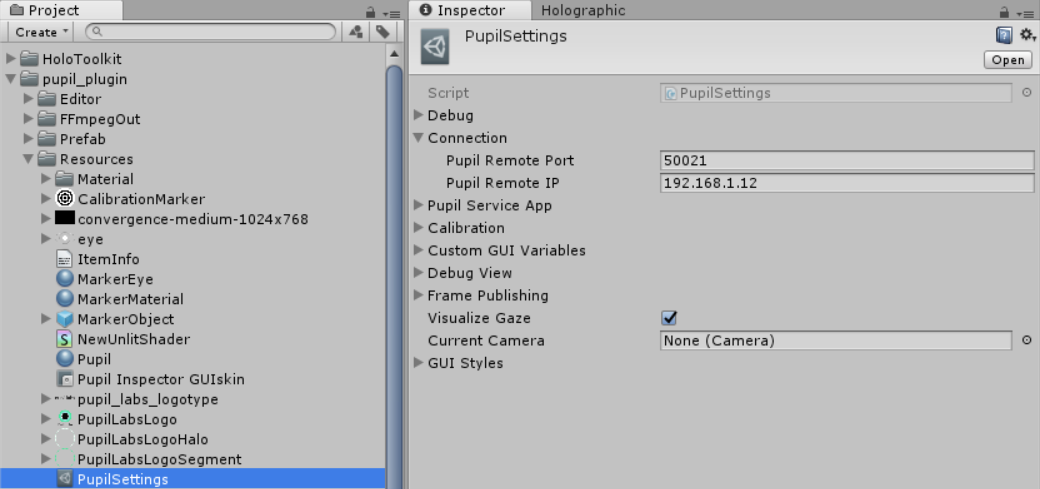 Project
Create
HoloToolkit
pupil_plugin
Editor
FFmpegOut
Prefab
Resources
Material
CalibrationMarker
convergence-medium-1024x768
eye
ItemInfo
MarkerEye
MarkerMaterial
MarkerObject
NewUnlitShader
Pupil
Pupil Inspector GUIskin
pupil_labs_logotype
PupilLabsLogo
PupilLabsLogoHalo
PupilLabsLogoSegment
PupilSettings
Inspector Holographic
PupilSettings
Open
Script PupilSettings
Debug
Connection
Pupil Remote Port 50021
Pupil Remote IP 192.168.1.12
Pupil Service App
Calibration
Custom GUI Variables
Debug View
Frame Publishing
Visualize Gaze
Current Camera None (Camera)
GUI Styles